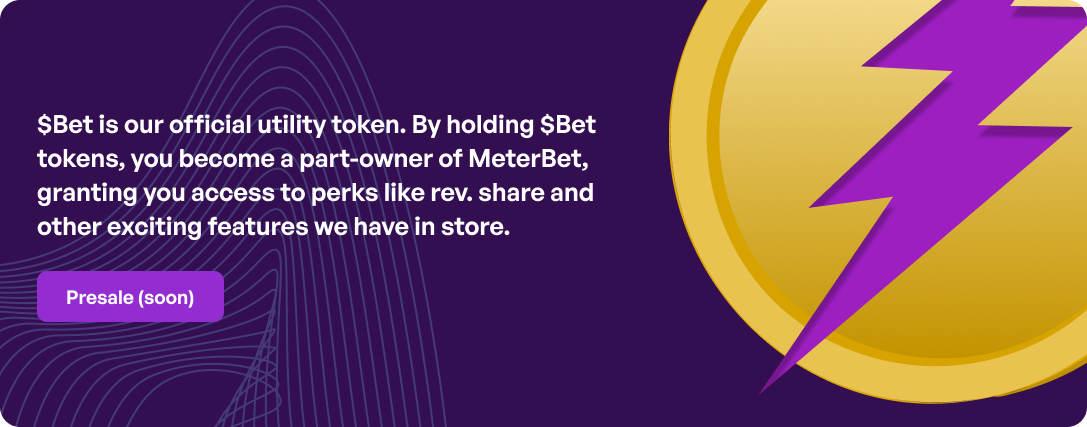 $Bet is our official utility token. By holding $Bet
tokens, you become a part-owner of MeterBet,
granting you access to perks like rev. share and
other exciting features we have in store.
Presale (soon)